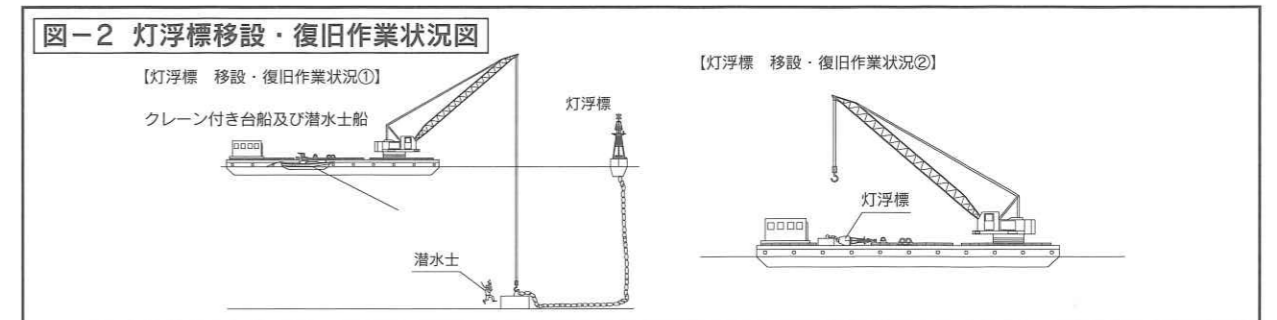 図－2 灯浮標移設・復旧作業状況図
【灯浮標 移設・復旧作業状況①】
クレーン付き台船及び潜水士船
灯浮標
潜水士
【灯浮標 移設・復旧作業状況②】
灯浮標